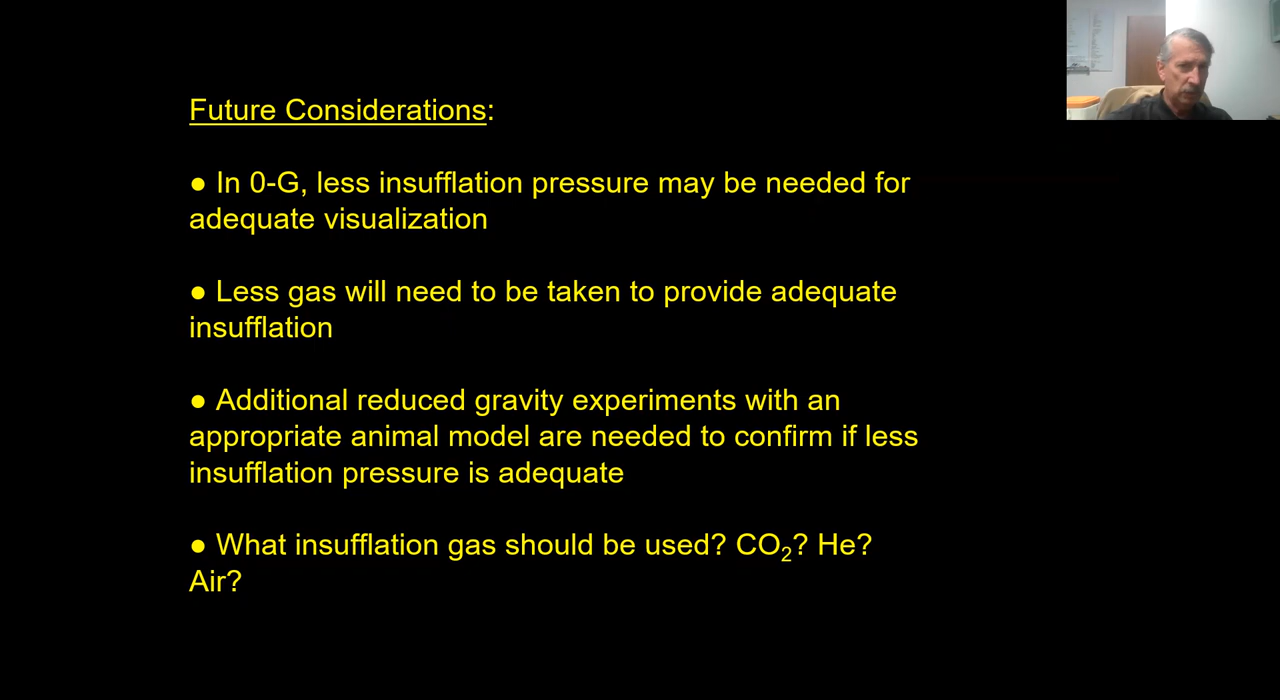 Future Considerations:
● In 0-G, less insufflation pressure may be needed for
adequate visualization
● Less gas will need to be taken to provide adequate
insufflation
● Additional reduced gravity experiments with an
appropriate animal model are needed to confirm if less
insufflation pressure is adequate
● What insufflation gas should be used? CO₂? He?
Air?